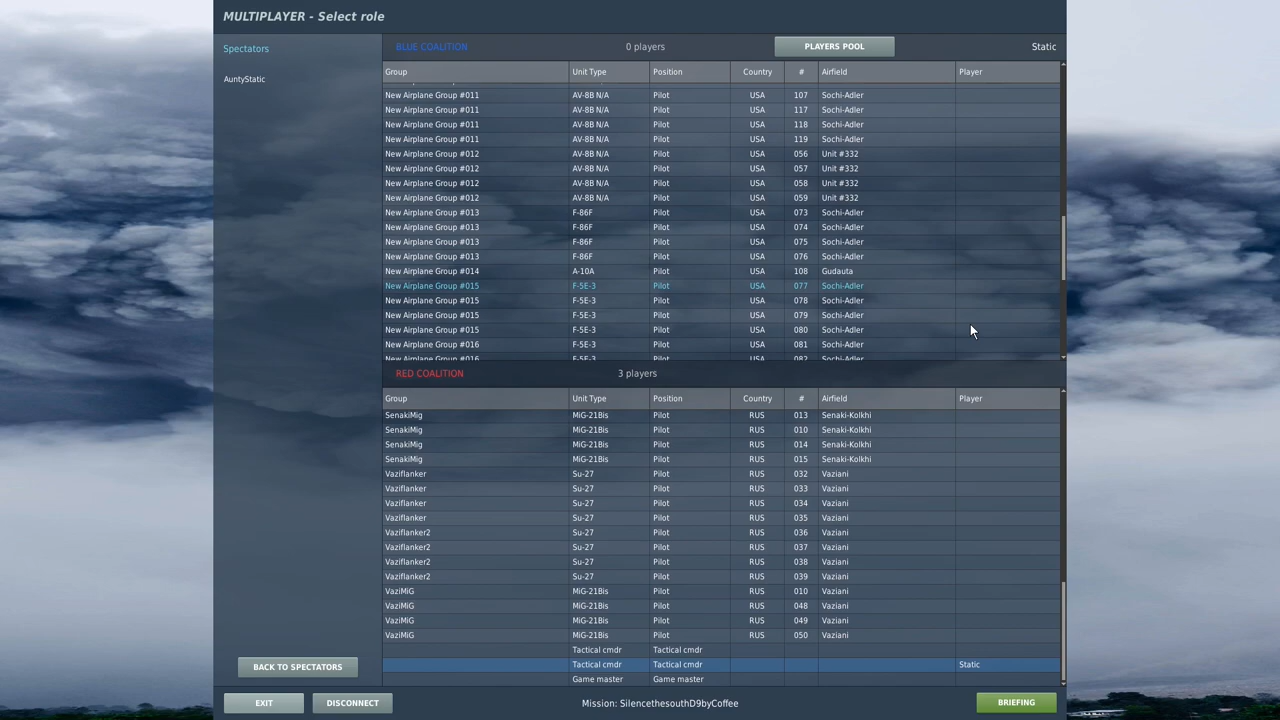 MULTIPLAYER - Select role
Spectators
AuntyStatic
BLUE COALITION 0 players PLAYERS POOL Static
Group Unit Type Position Country # Airfield Player
New Airplane Group #011 AV-8B N/A Pilot USA 107 Sochi-Adler
New Airplane Group #011 AV-8B N/A Pilot USA 117 Sochi-Adler
New Airplane Group #011 AV-8B N/A Pilot USA 118 Sochi-Adler
New Airplane Group #011 AV-8B N/A Pilot USA 119 Sochi-Adler
New Airplane Group #012 AV-8B N/A Pilot USA 056 Unit #332
New Airplane Group #012 AV-8B N/A Pilot USA 057 Unit #332
New Airplane Group #012 AV-8B N/A Pilot USA 058 Unit #332
New Airplane Group #012 AV-8B N/A Pilot USA 059 Unit #332
New Airplane Group #013 F-86F Pilot USA 073 Sochi-Adler
New Airplane Group #013 F-86F Pilot USA 074 Sochi-Adler
New Airplane Group #013 F-86F Pilot USA 075 Sochi-Adler
New Airplane Group #013 F-86F Pilot USA 076 Sochi-Adler
New Airplane Group #014 A-10A Pilot USA 108 Gudauta
New Airplane Group #015 F-5E-3 Pilot USA 077 Sochi-Adler
New Airplane Group #015 F-5E-3 Pilot USA 078 Sochi-Adler
New Airplane Group #015 F-5E-3 Pilot USA 079 Sochi-Adler
New Airplane Group #015 F-5E-3 Pilot USA 080 Sochi-Adler
New Airplane Group #016 F-5E-3 Pilot USA 081 Sochi-Adler
New Airplane Group #016 F-5E-3 Pilot USA 082 Sochi-Adler
RED COALITION 3 players
Group Unit Type Position Country # Airfield Player
SenakiMig MiG-21Bis Pilot RUS 013 Senaki-Kolkhi
SenakiMig MiG-21Bis Pilot RUS 010 Senaki-Kolkhi
SenakiMig MiG-21Bis Pilot RUS 014 Senaki-Kolkhi
SenakiMig MiG-21Bis Pilot RUS 015 Senaki-Kolkhi
Vaziflanker Su-27 Pilot RUS 032 Vaziani
Vaziflanker Su-27 Pilot RUS 033 Vaziani
Vaziflanker Su-27 Pilot RUS 034 Vaziani
Vaziflanker Su-27 Pilot RUS 035 Vaziani
Vaziflanker2 Su-27 Pilot RUS 036 Vaziani
Vaziflanker2 Su-27 Pilot RUS 037 Vaziani
Vaziflanker2 Su-27 Pilot RUS 038 Vaziani
Vaziflanker2 Su-27 Pilot RUS 039 Vaziani
VaziMiG MiG-21Bis Pilot RUS 010 Vaziani
VaziMiG MiG-21Bis Pilot RUS 048 Vaziani
VaziMiG MiG-21Bis Pilot RUS 049 Vaziani
VaziMiG MiG-21Bis Pilot RUS 050 Vaziani
Tactical cmdr Tactical cmdr
Tactical cmdr Tactical cmdr Static
Game master Game master
BACK TO SPECTATORS
EXIT DISCONNECT Mission: SilencethesouthD9byCoffee BRIEFING